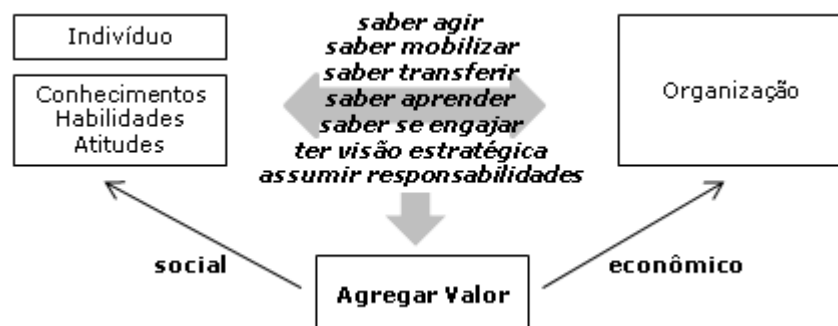 Indivíduo
Conhecimentos
Habilidades
Atitudes
saber agir
saber mobilizar
saber transferir
saber aprender
saber se engajar
ter visão estratégica
assumir responsabilidades
Organização
social
econômico
Agregar Valor